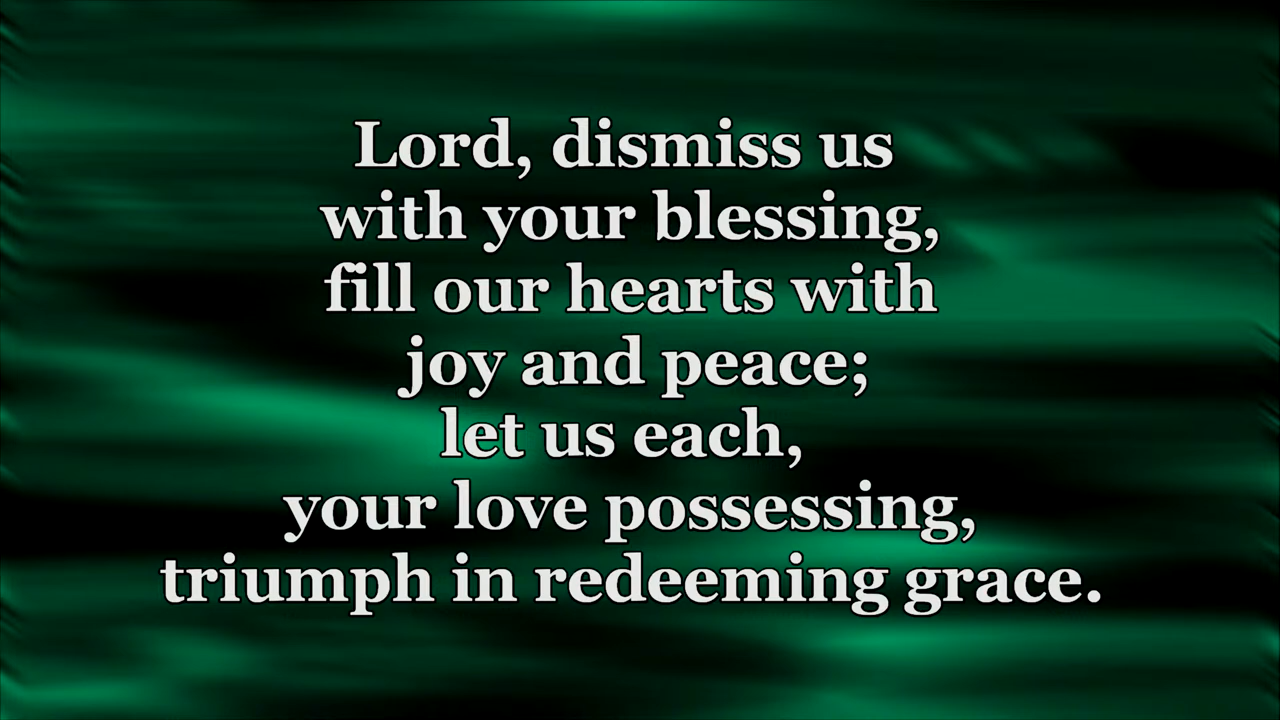 Lord, dismiss us
with your blessing,
fill our hearts with
joy and peace;
let us each,
your love possessing,
triumph in redeeming grace.